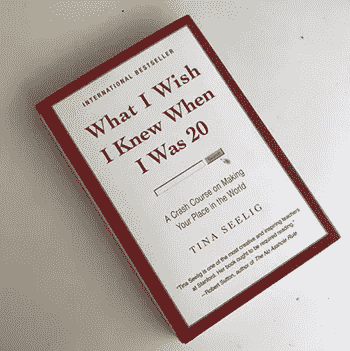 INTERNATIONAL BESTSELLER
What I Wish
I Knew When
I Was 20
A Crash Course on Making
Your Place in the World
TINA SEELIG
"Tina Seelig is one of the most creative and inspiring teachers
at Stanford. Her book ought to be required reading."
—Robert Sutton, author of The No Asshole Rule